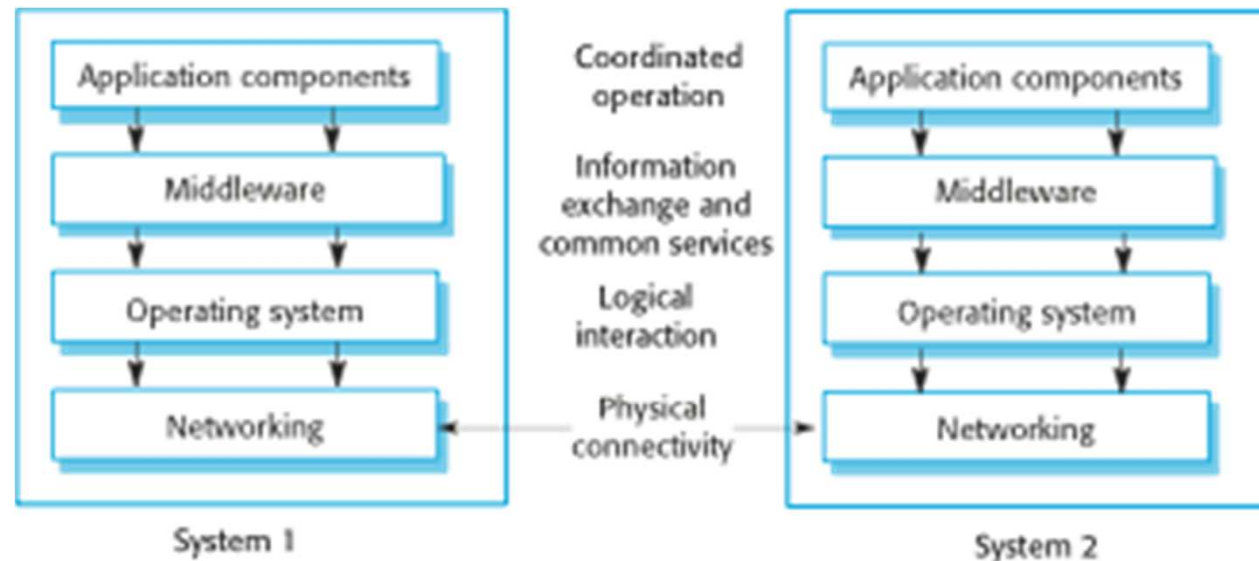 Application components
Middleware
Operating system
Networking
System 1
Coordinated
operation
Information
exchange and
common services
Logical
interaction
Physical
connectivity
Application components
Middleware
Operating system
Networking
System 2